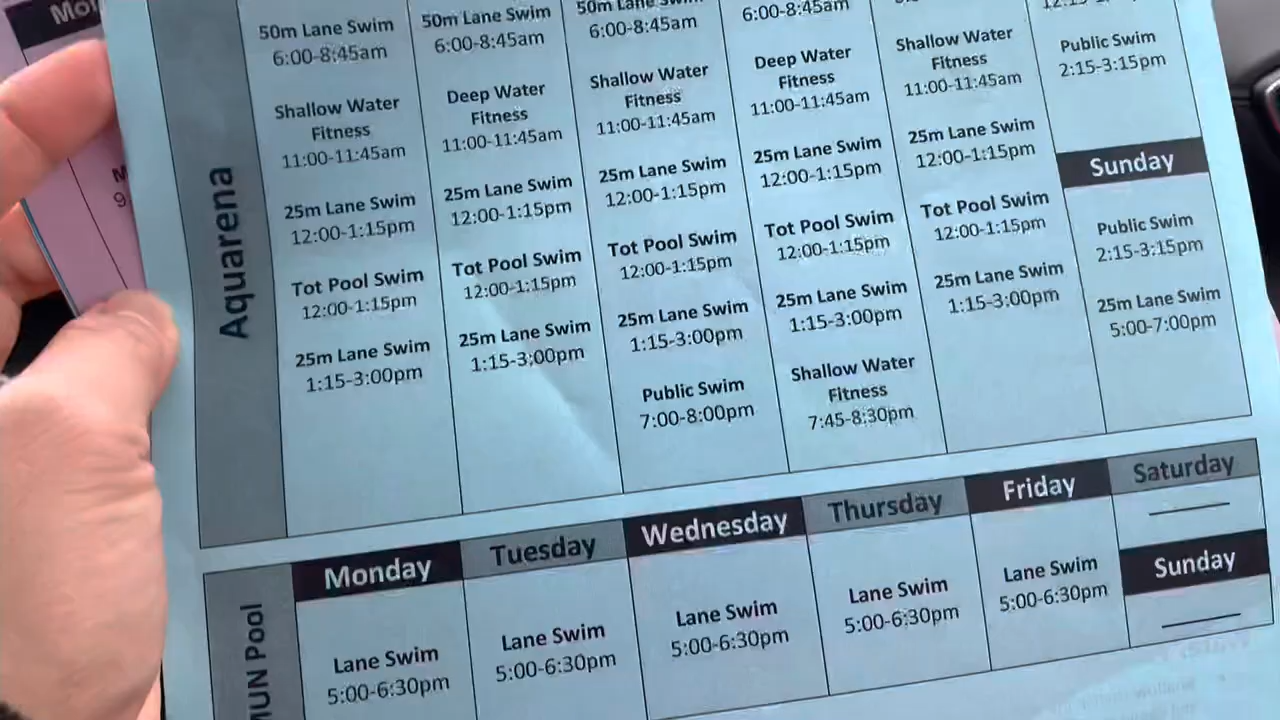 Aquarena
50m Lane Swim
6:00-8:45am
Shallow Water
Fitness
11:00-11:45am
25m Lane Swim
12:00-1:15pm
Tot Pool Swim
12:00-1:15pm
25m Lane Swim
1:15-3:00pm
50m Lane Swim
6:00-8:45am
Deep Water
Fitness
11:00-11:45am
25m Lane Swim
12:00-1:15pm
Tot Pool Swim
12:00-1:15pm
25m Lane Swim
1:15-3:00pm
50m Lane Swim
6:00-8:45am
Shallow Water
Fitness
11:00-11:45am
25m Lane Swim
12:00-1:15pm
Tot Pool Swim
12:00-1:15pm
25m Lane Swim
1:15-3:00pm
Public Swim
7:00-8:00pm
6:00-8:45am
Deep Water
Fitness
11:00-11:45am
25m Lane Swim
12:00-1:15pm
Tot Pool Swim
12:00-1:15pm
25m Lane Swim
1:15-3:00pm
Shallow Water
Fitness
7:45-8:30pm
Shallow Water
Fitness
11:00-11:45am
25m Lane Swim
12:00-1:15pm
Tot Pool Swim
12:00-1:15pm
25m Lane Swim
1:15-3:00pm
Public Swim
2:15-3:15pm
Sunday
Public Swim
2:15-3:15pm
25m Lane Swim
5:00-7:00pm
MUN Pool
Monday
Lane Swim
5:00-6:30pm
Tuesday
Lane Swim
5:00-6:30pm
Wednesday
Lane Swim
5:00-6:30pm
Thursday
Lane Swim
5:00-6:30pm
Friday
Lane Swim
5:00-6:30pm
Saturday
Sunday